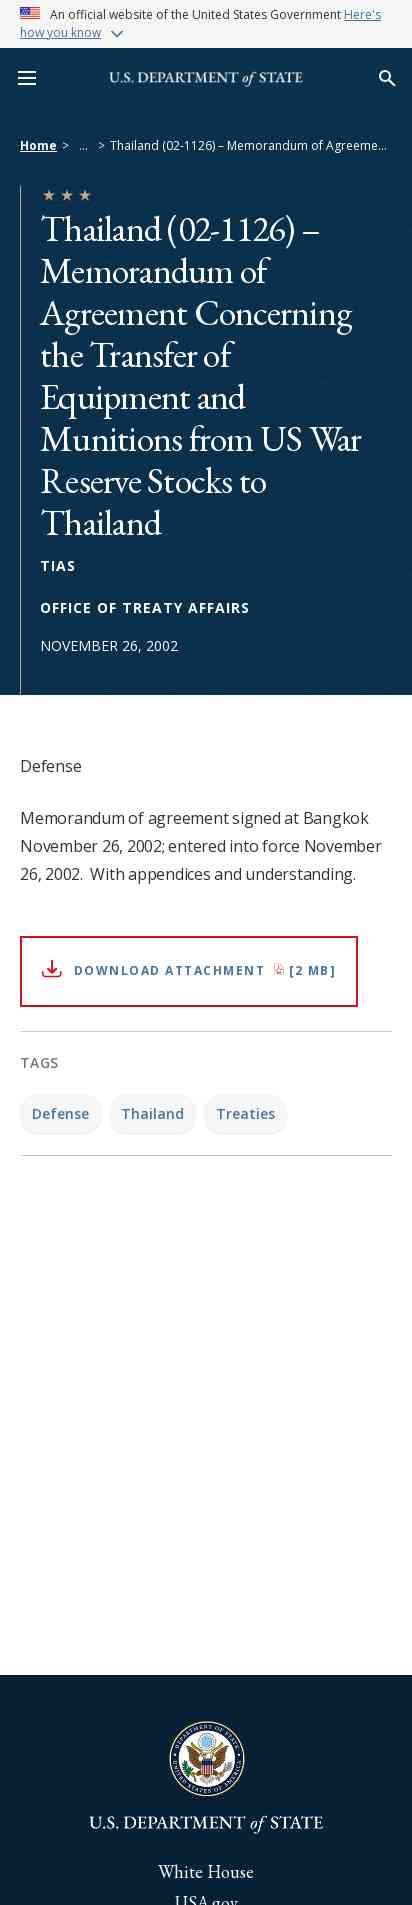 An official website of the United States Government Here's
how you know
U.S. DEPARTMENT of STATE
Home > ... > Thailand (02-1126) – Memorandum of Agreeme...
Thailand (02-1126) –
Memorandum of
Agreement Concerning
the Transfer of
Equipment and
Munitions from US War
Reserve Stocks to
Thailand
TIAS
OFFICE OF TREATY AFFAIRS
NOVEMBER 26, 2002
Defense
Memorandum of agreement signed at Bangkok
November 26, 2002; entered into force November
26, 2002.  With appendices and understanding.
DOWNLOAD ATTACHMENT [2 MB]
TAGS
Defense
Thailand
Treaties
DEPARTMENT OF STATE
UNITED STATES OF AMERICA
U.S. DEPARTMENT of STATE
White House
USA.gov